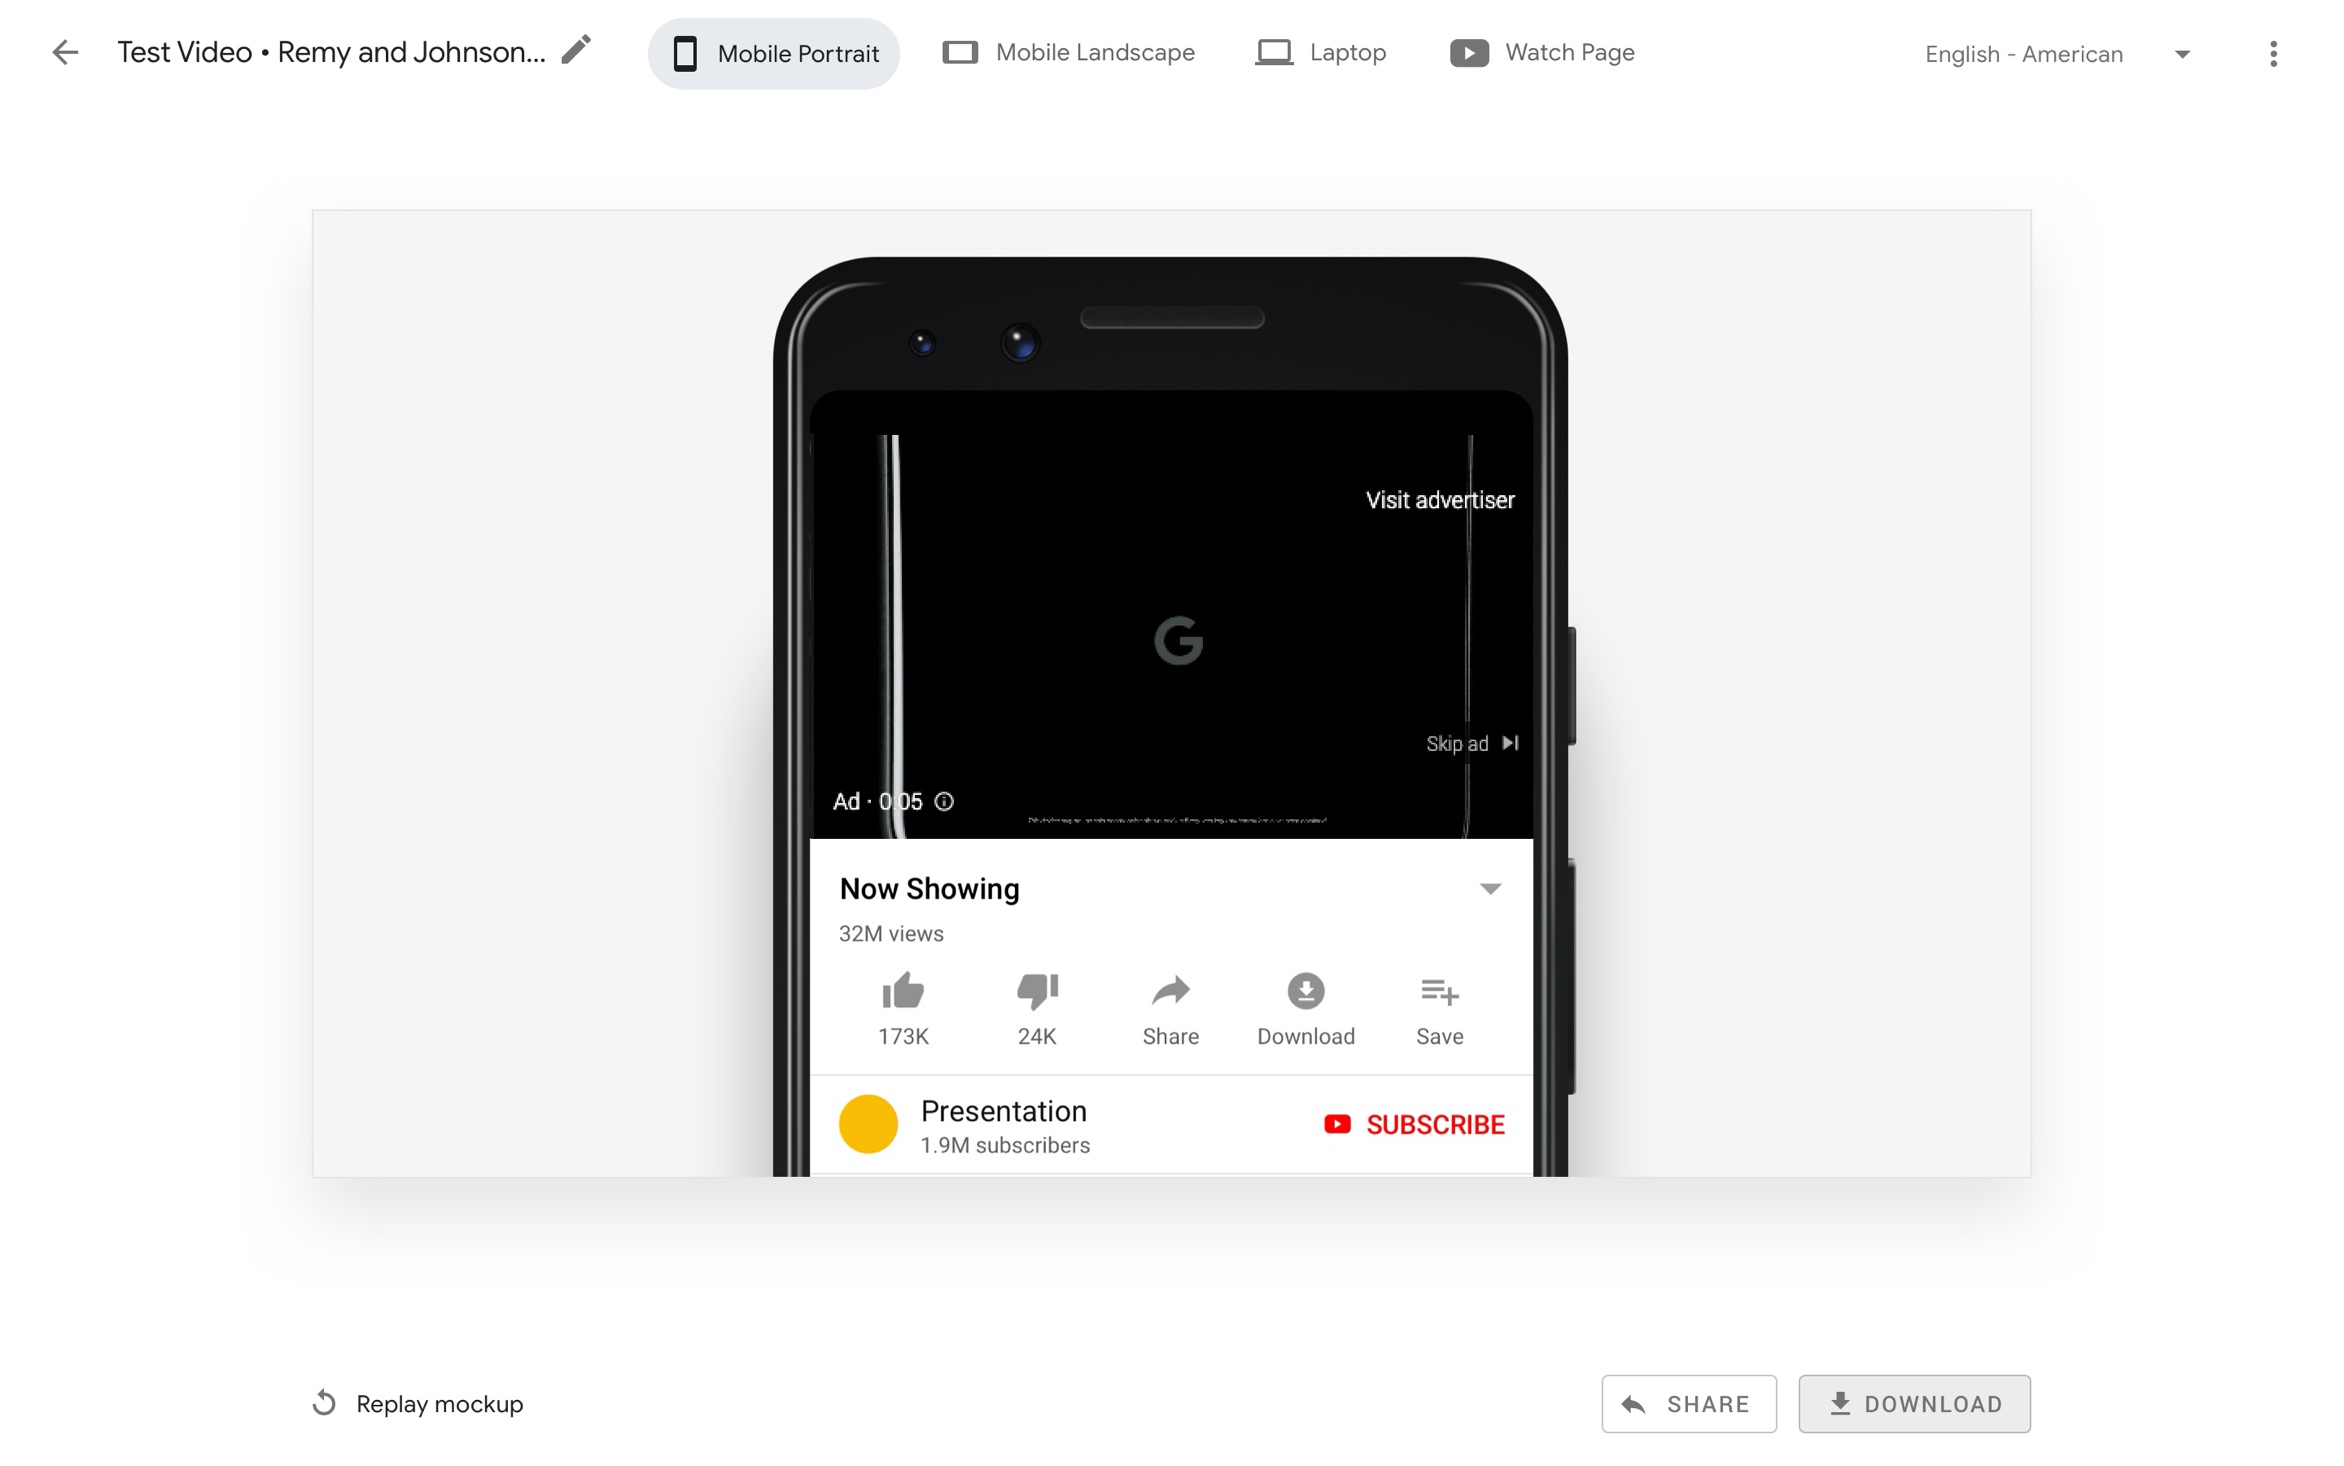 Test Video • Remy and Johnson...
Mobile Portrait
Mobile Landscape
Laptop
Watch Page
English - American
Visit advertiser
G
Skip ad
Ad · 0:05
Now Showing
32M views
173K
24K
Share
Download
Save
Presentation
1.9M subscribers
SUBSCRIBE
Replay mockup
SHARE
DOWNLOAD